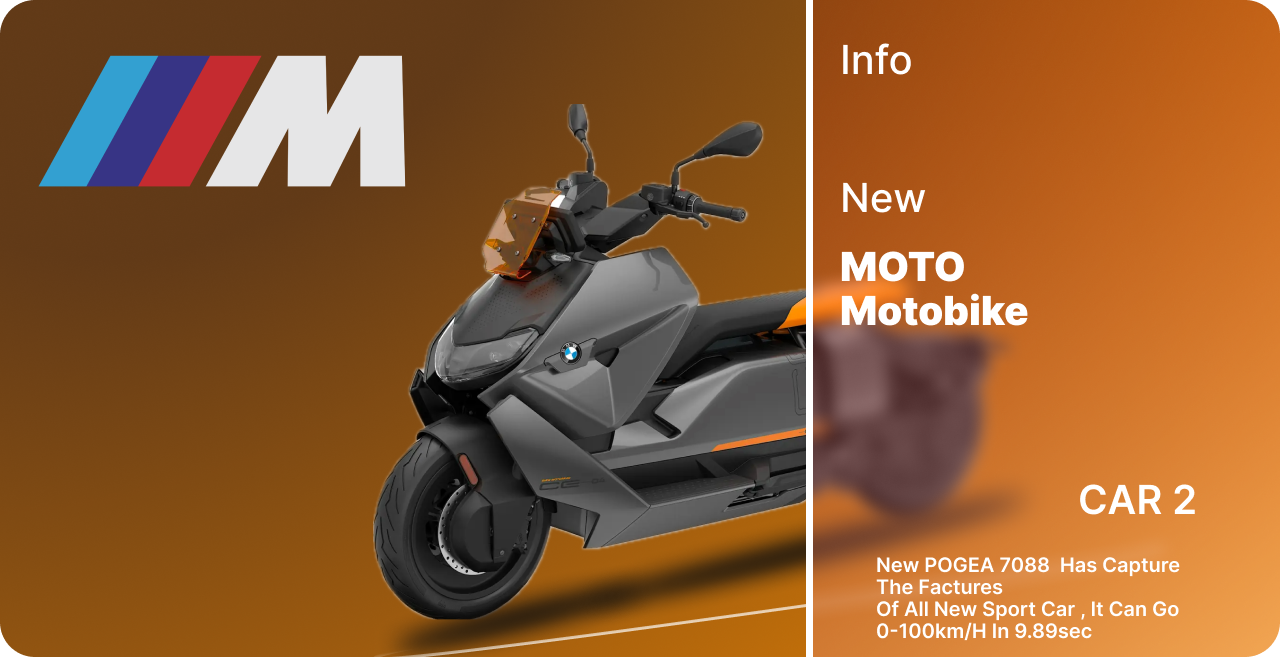 M
Info
New
MOTO
Motobike
CAR 2
New POGEA 7088 Has Capture
The Factures
Of All New Sport Car , It Can Go
0-100km/H In 9.89sec